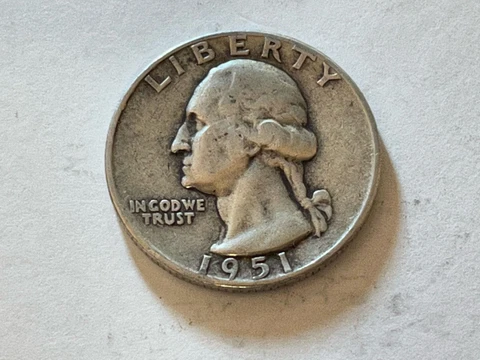 LIBERTY
IN GOD WE
TRUST
1951